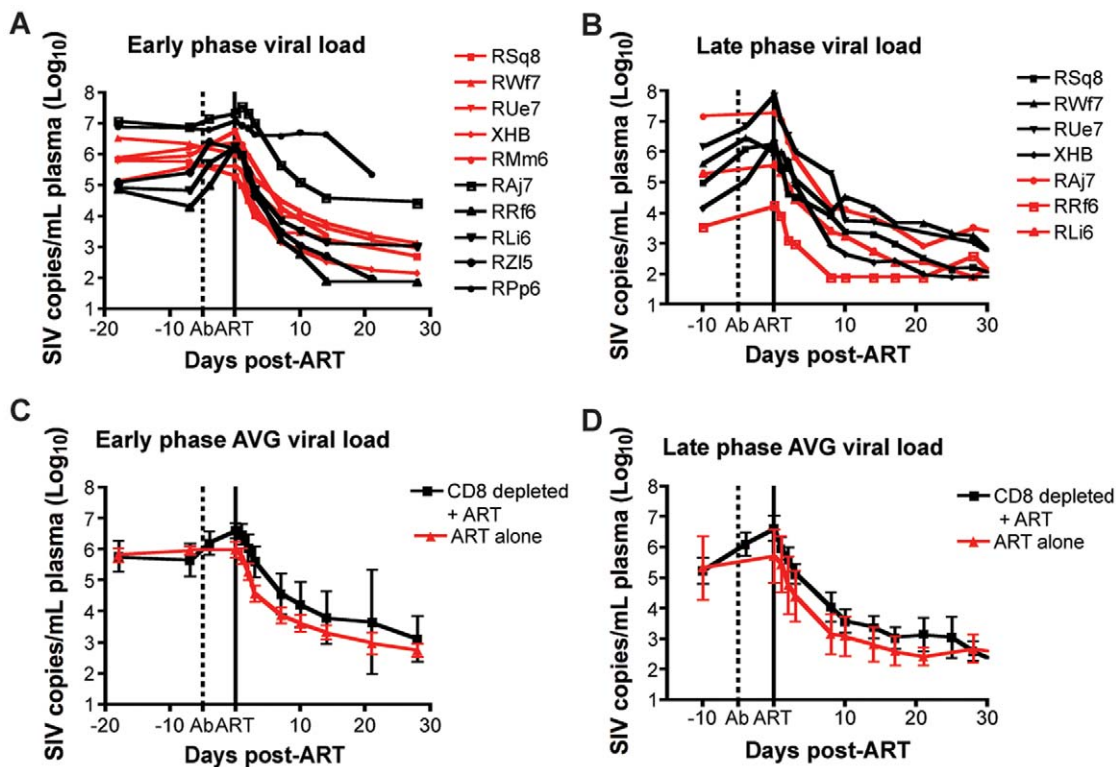 A
Early phase viral load
SIV copies/mL plasma (Log10)
8
7
6
5
4
3
2
1
-20
-10
Ab
ART
10
20
30
Days post-ART
RSq8
RWf7
RUe7
XHB
RMm6
RAj7
RRf6
RLi6
RZI5
RPp6
B
Late phase viral load
SIV copies/mL plasma (Log10)
8
7
6
5
4
3
2
1
-10
Ab
ART
10
20
30
Days post-ART
RSq8
RWf7
RUe7
XHB
RAj7
RRf6
RLi6
C
Early phase AVG viral load
SIV copies/mL plasma (Log10)
8
7
6
5
4
3
2
1
-20
-10
Ab
ART
10
20
30
Days post-ART
CD8 depleted
+ ART
ART alone
D
Late phase AVG viral load
SIV copies/mL plasma (Log10)
8
7
6
5
4
3
2
1
-10
Ab
ART
10
20
30
Days post-ART
CD8 depleted
+ ART
ART alone